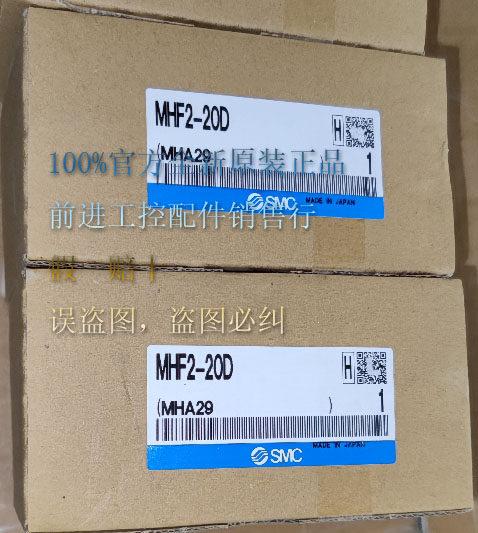 MHF2-20D
H
(MHA29
1
100%官方全新原装正品
SMC
MADE IN JAPAN
前进工控配件销售行
假 赔十
误盗图，盗图必纠
MHF2-20D
H
(MHA29 )
1
MADE IN JAPAN
SMC